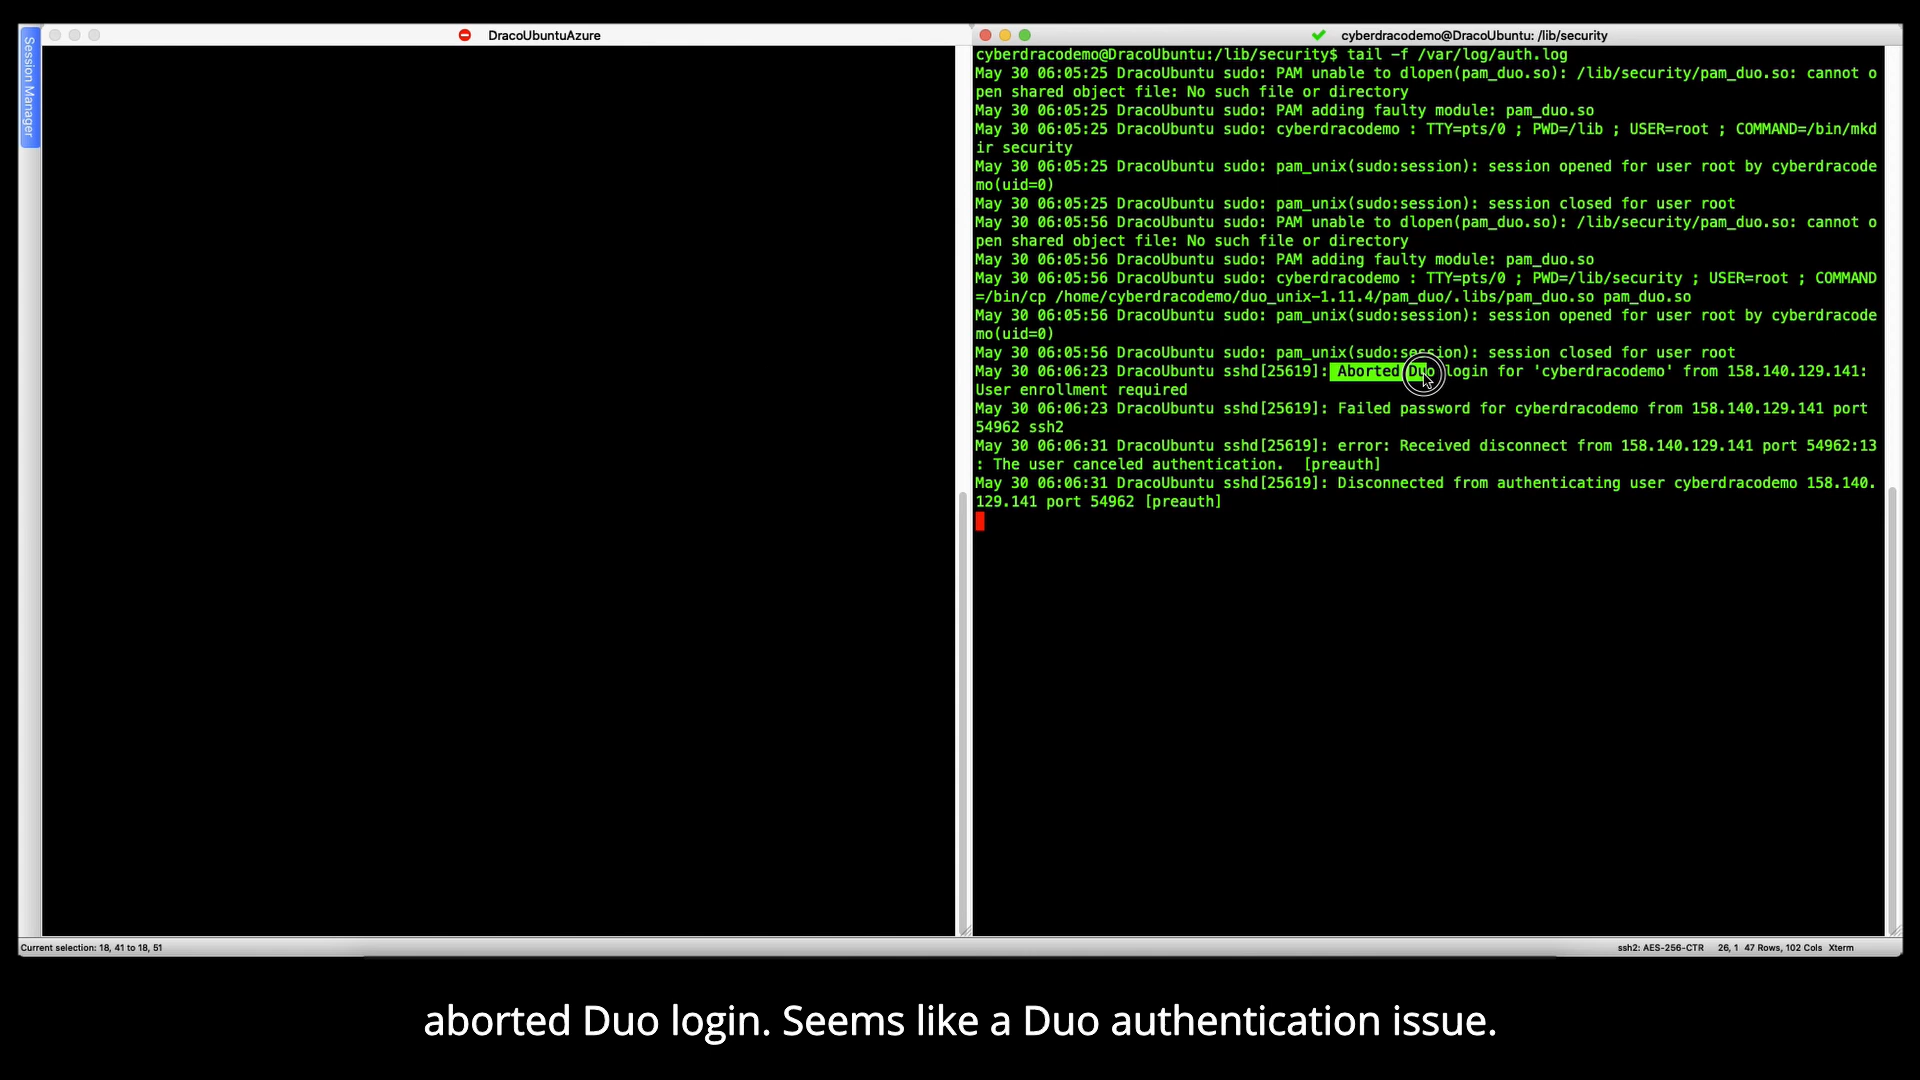 Session Manager
DracoUbuntuAzure
cyberdracodemo@DracoUbuntu: /lib/security
cyberdracodemo@DracoUbuntu:/lib/security$ tail -f /var/log/auth.log
May 30 06:05:25 DracoUbuntu sudo: PAM unable to dlopen(pam_duo.so): /lib/security/pam_duo.so: cannot o
pen shared object file: No such file or directory
May 30 06:05:25 DracoUbuntu sudo: PAM adding faulty module: pam_duo.so
May 30 06:05:25 DracoUbuntu sudo: cyberdracodemo : TTY=pts/0 ; PWD=/lib ; USER=root ; COMMAND=/bin/mkd
ir security
May 30 06:05:25 DracoUbuntu sudo: pam_unix(sudo:session): session opened for user root by cyberdracode
mo(uid=0)
May 30 06:05:25 DracoUbuntu sudo: pam_unix(sudo:session): session closed for user root
May 30 06:05:56 DracoUbuntu sudo: PAM unable to dlopen(pam_duo.so): /lib/security/pam_duo.so: cannot o
pen shared object file: No such file or directory
May 30 06:05:56 DracoUbuntu sudo: PAM adding faulty module: pam_duo.so
May 30 06:05:56 DracoUbuntu sudo: cyberdracodemo : TTY=pts/0 ; PWD=/lib/security ; USER=root ; COMMAND
=/bin/cp /home/cyberdracodemo/duo_unix-1.11.4/pam_duo/.libs/pam_duo.so pam_duo.so
May 30 06:05:56 DracoUbuntu sudo: pam_unix(sudo:session): session opened for user root by cyberdracode
mo(uid=0)
May 30 06:05:56 DracoUbuntu sudo: pam_unix(sudo:session): session closed for user root
May 30 06:06:23 DracoUbuntu sshd[25619]: Aborted Duo login for 'cyberdracodemo' from 158.140.129.141:
User enrollment required
May 30 06:06:23 DracoUbuntu sshd[25619]: Failed password for cyberdracodemo from 158.140.129.141 port
54962 ssh2
May 30 06:06:31 DracoUbuntu sshd[25619]: error: Received disconnect from 158.140.129.141 port 54962:13
: The user canceled authentication.  [preauth]
May 30 06:06:31 DracoUbuntu sshd[25619]: Disconnected from authenticating user cyberdracodemo 158.140.
129.141 port 54962 [preauth]
Current selection: 18, 41 to 18, 51
ssh2: AES-256-CTR 26, 1 47 Rows, 102 Cols Xterm
aborted Duo login. Seems like a Duo authentication issue.